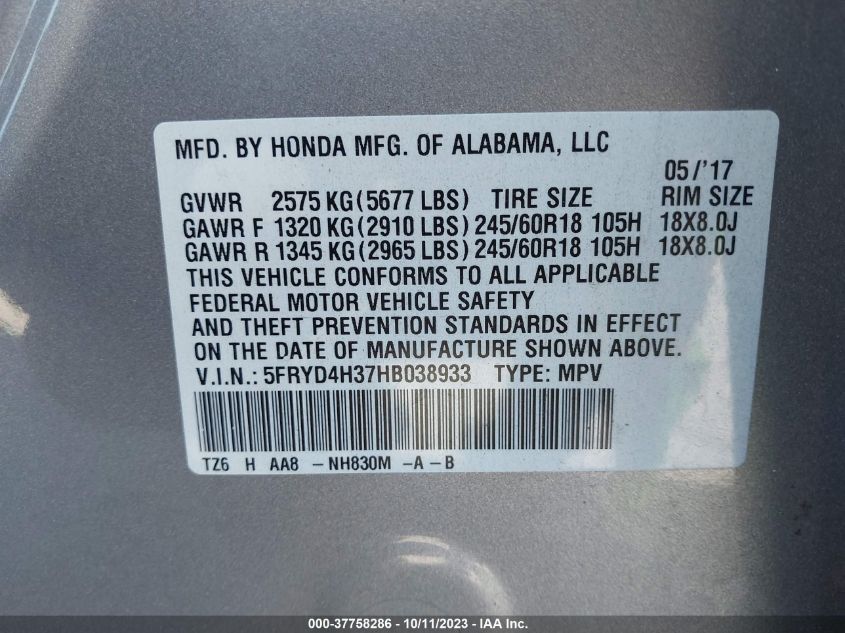 MFD. BY HONDA MFG. OF ALABAMA, LLC
05/'17
GVWR 2575 KG (5677 LBS) TIRE SIZE RIM SIZE
GAWR F 1320 KG (2910 LBS) 245/60R18 105H 18X8.0J
GAWR R 1345 KG (2965 LBS) 245/60R18 105H 18X8.0J
THIS VEHICLE CONFORMS TO ALL APPLICABLE
FEDERAL MOTOR VEHICLE SAFETY
AND THEFT PREVENTION STANDARDS IN EFFECT
ON THE DATE OF MANUFACTURE SHOWN ABOVE.
V.I.N.: 5FRYD4H37HB038933 TYPE: MPV
TZ6 H AA8 -NH830M -A-B
000-37758286 - 10/11/2023 - IAA Inc.